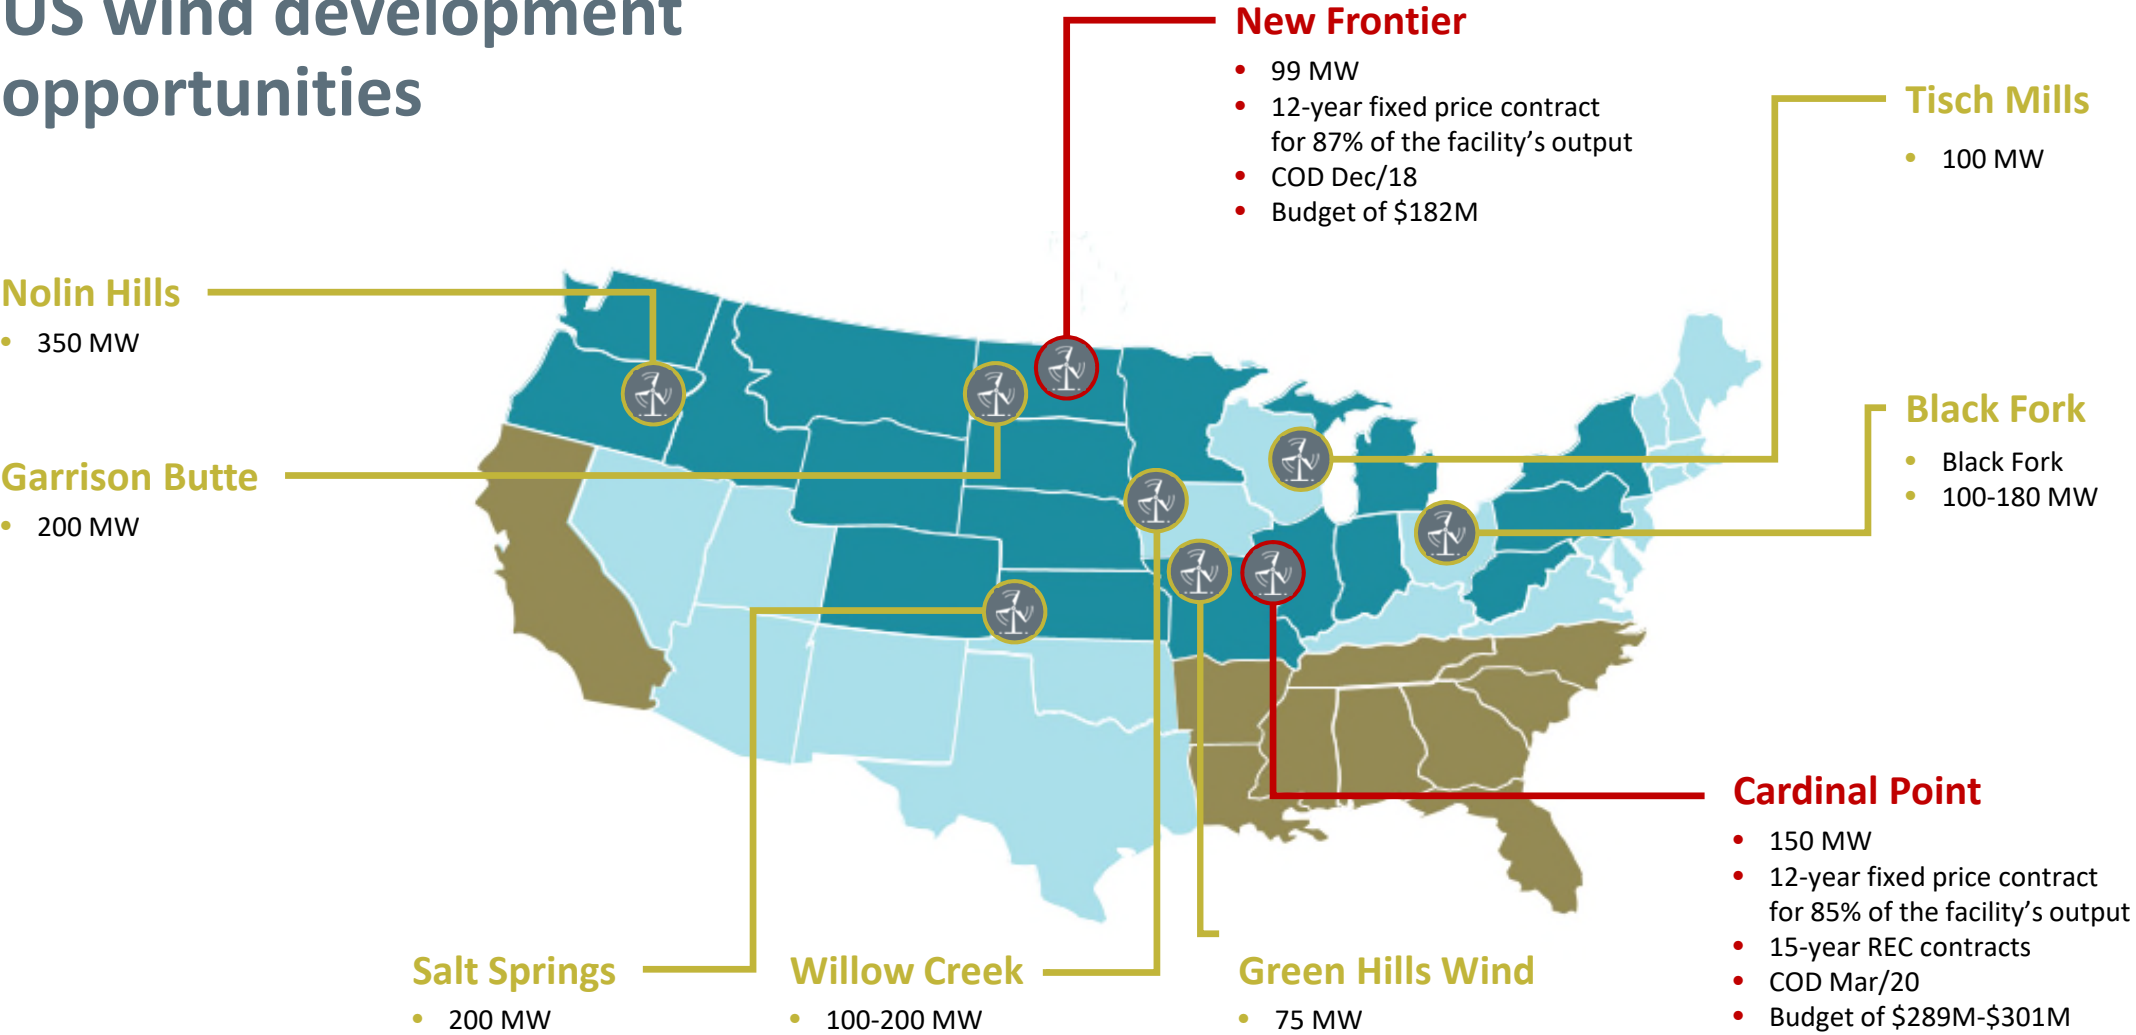 US wind development
opportunities
New Frontier
• 99 MW
• 12-year fixed price contract
for 87% of the facility’s output
• COD Dec/18
• Budget of $182M
Tisch Mills
• 100 MW
Nolin Hills
• 350 MW
Black Fork
• Black Fork
• 100-180 MW
Garrison Butte
• 200 MW
Cardinal Point
• 150 MW
• 12-year fixed price contract
for 85% of the facility’s output
• 15-year REC contracts
• COD Mar/20
• Budget of $289M-$301M
Salt Springs
• 200 MW
Willow Creek
• 100-200 MW
Green Hills Wind
• 75 MW